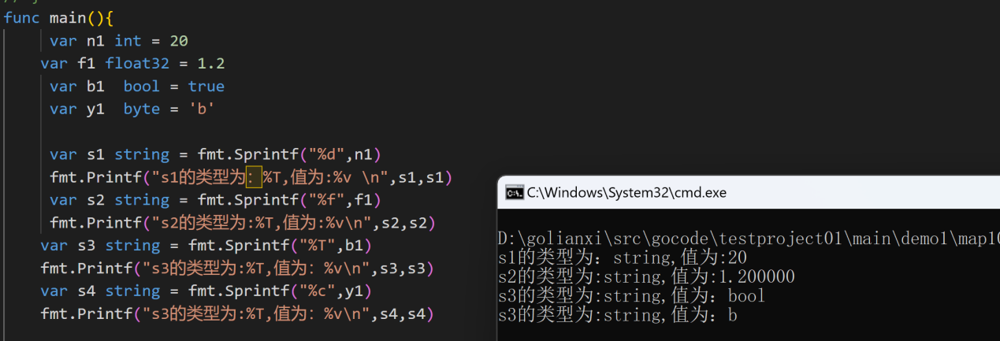 func main(){
var n1 int = 20
var f1 float32 = 1.2
var b1  bool = true
var y1  byte = 'b'
var s1 string = fmt.Sprintf("%d",n1)
fmt.Printf("s1的类型为：%T,值为:%v \n",s1,s1)
var s2 string = fmt.Sprintf("%f",f1)
fmt.Printf("s2的类型为:%T,值为:%v\n",s2,s2)
var s3 string = fmt.Sprintf("%T",b1)
fmt.Printf("s3的类型为:%T,值为: %v\n",s3,s3)
var s4 string = fmt.Sprintf("%c",y1)
fmt.Printf("s3的类型为:%T,值为: %v\n",s4,s4)
C:\Windows\System32\cmd.exe
D:\golianxi\src\gocode\testproject01\main\demo1\map10
s1的类型为：string,值为:20
s2的类型为:string,值为:1.200000
s3的类型为:string,值为: bool
s3的类型为:string,值为: b